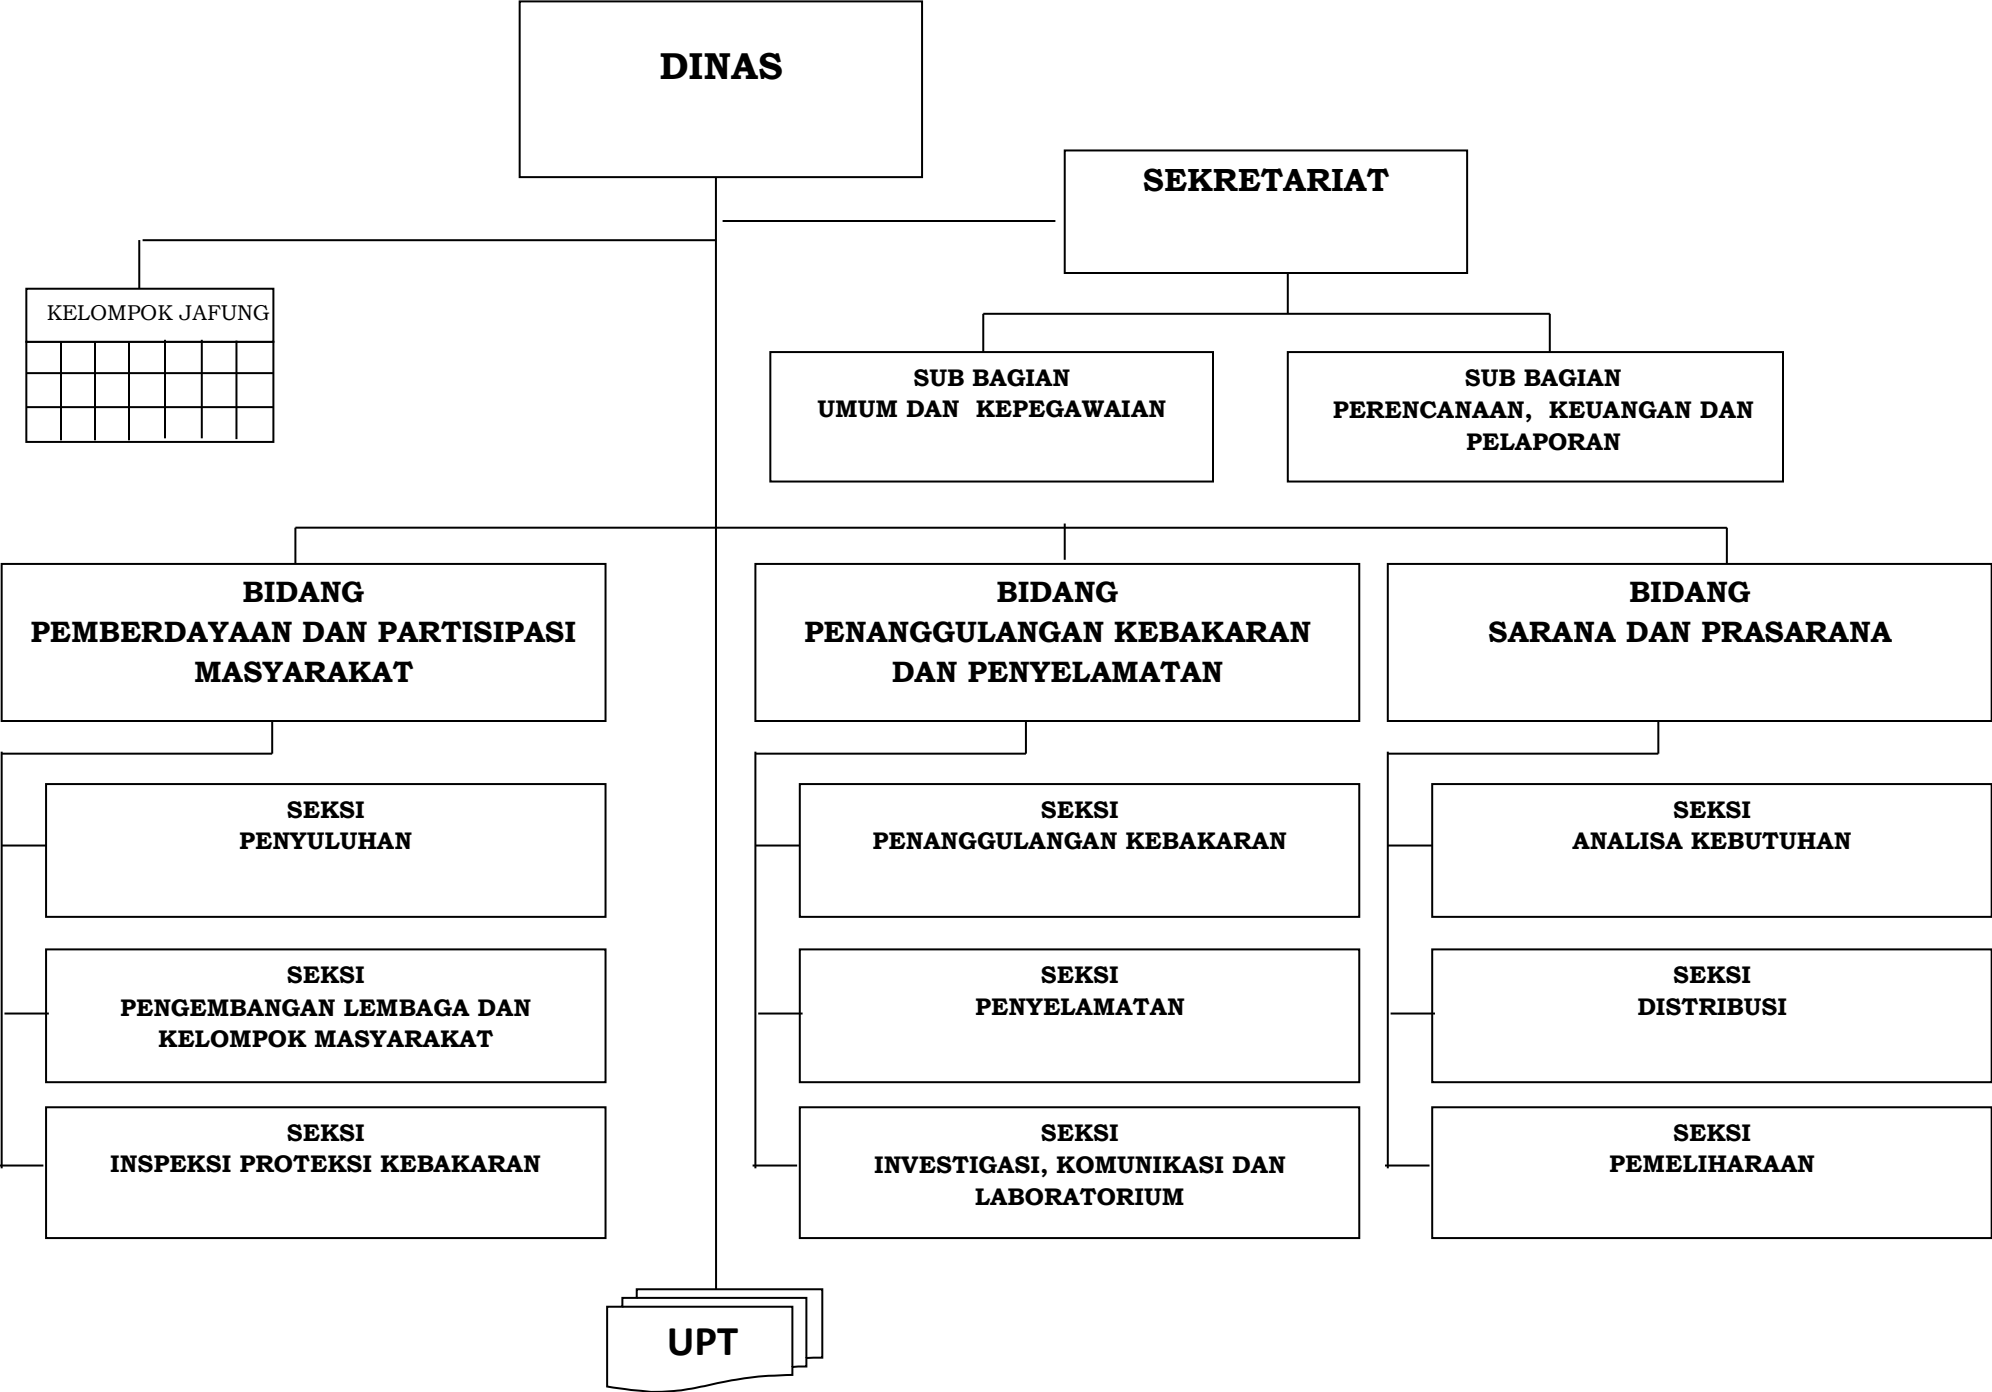 DINAS
SEKRETARIAT
KELOMPOK JAFUNG
SUB BAGIAN
UMUM DAN  KEPEGAWAIAN
SUB BAGIAN
PERENCANAAN,  KEUANGAN DAN
PELAPORAN
BIDANG
PEMBERDAYAAN DAN PARTISIPASI
MASYARAKAT
BIDANG
PENANGGULANGAN KEBAKARAN
DAN PENYELAMATAN
BIDANG
SARANA DAN PRASARANA
SEKSI
PENYULUHAN
SEKSI
PENGEMBANGAN LEMBAGA DAN
KELOMPOK MASYARAKAT
SEKSI
INSPEKSI PROTEKSI KEBAKARAN
SEKSI
PENANGGULANGAN KEBAKARAN
SEKSI
PENYELAMATAN
SEKSI
INVESTIGASI, KOMUNIKASI DAN
LABORATORIUM
SEKSI
ANALISA KEBUTUHAN
SEKSI
DISTRIBUSI
SEKSI
PEMELIHARAAN
UPT